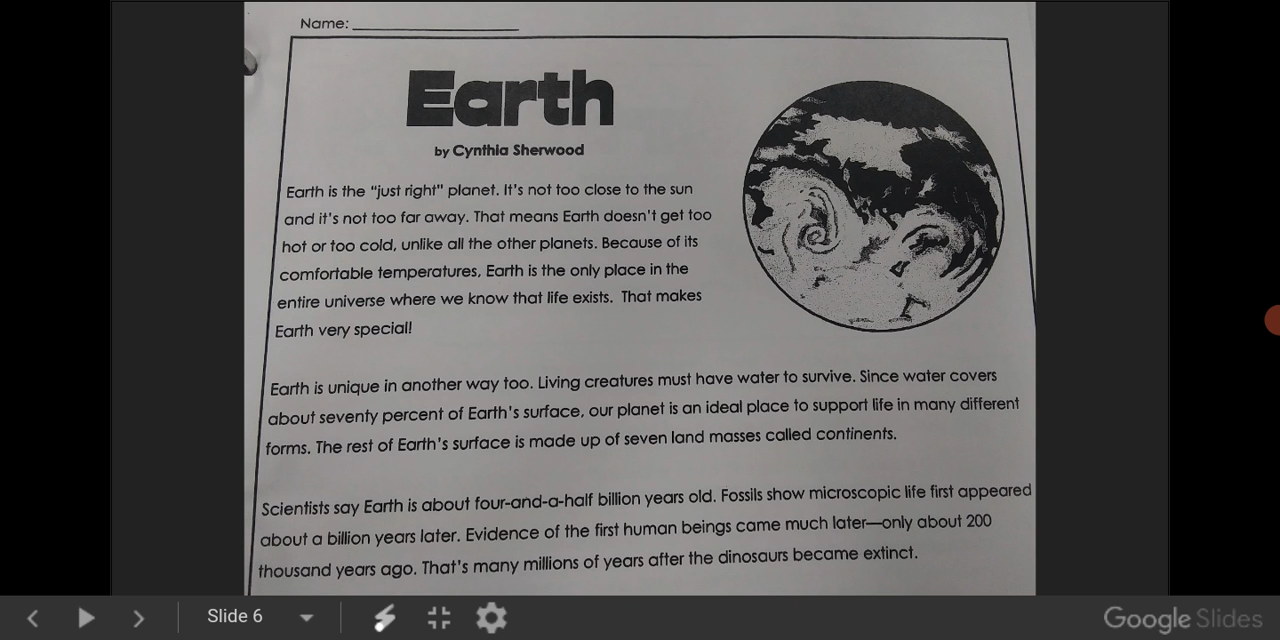 Name: ____________________
Earth
by Cynthia Sherwood
Earth is the "just right" planet. It's not too close to the sun
and it's not too far away. That means Earth doesn't get too
hot or too cold, unlike all the other planets. Because of its
comfortable temperatures, Earth is the only place in the
entire universe where we know that life exists. That makes
Earth very special!
Earth is unique in another way too. Living creatures must have water to survive. Since water covers
about seventy percent of Earth's surface, our planet is an ideal place to support life in many different
forms. The rest of Earth's surface is made up of seven land masses called continents.
Scientists say Earth is about four-and-a-half billion years old. Fossils show microscopic life first appeared
about a billion years later. Evidence of the first human beings came much later—only about 200
thousand years ago. That's many millions of years after the dinosaurs became extinct.
Slide 6
Google Slides